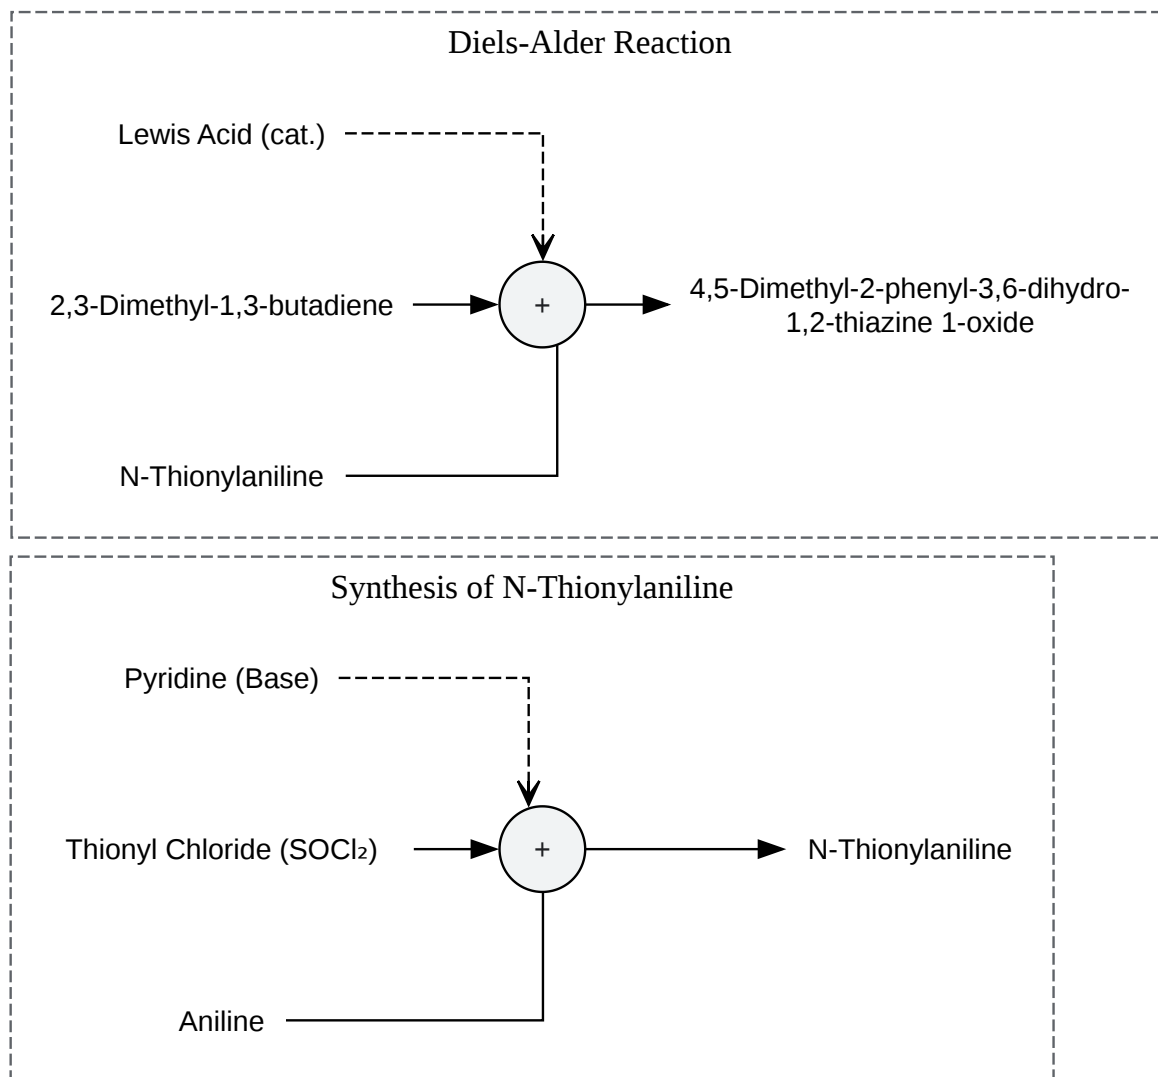 Diels-Alder Reaction
Lewis Acid (cat.)
2,3-Dimethyl-1,3-butadiene
+
4,5-Dimethyl-2-phenyl-3,6-dihydro-
1,2-thiazine 1-oxide
N-Thionylaniline
Synthesis of N-Thionylaniline
Pyridine (Base)
Thionyl Chloride (SOCl₂)
+
N-Thionylaniline
Aniline